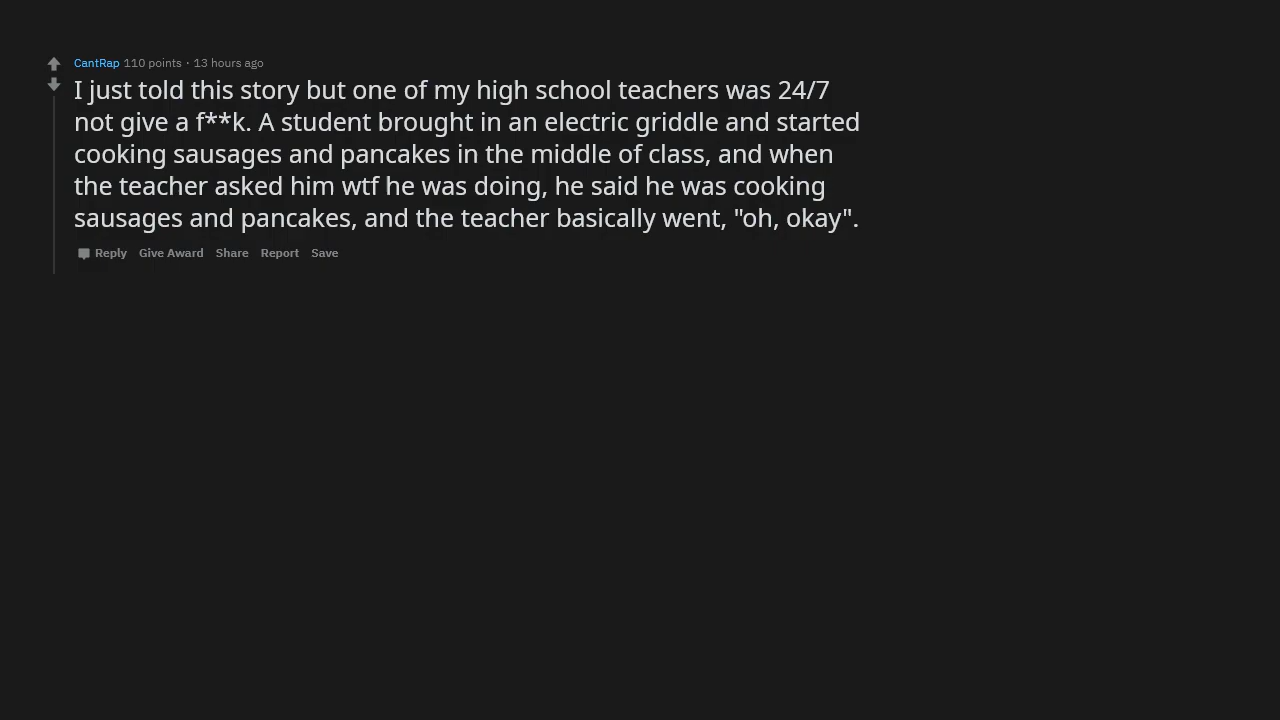 CantRap 110 points · 13 hours ago
I just told this story but one of my high school teachers was 24/7
not give a f**k. A student brought in an electric griddle and started
cooking sausages and pancakes in the middle of class, and when
the teacher asked him wtf he was doing, he said he was cooking
sausages and pancakes, and the teacher basically went, "oh, okay".
Reply Give Award Share Report Save